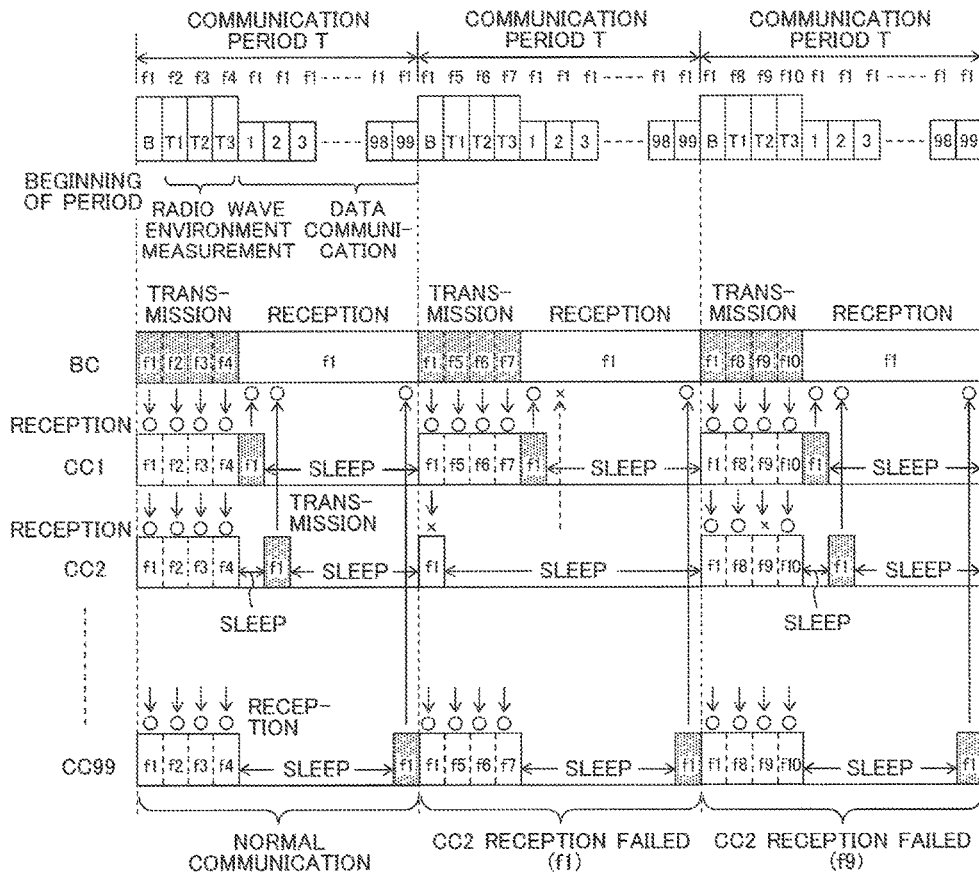 COMMUNICATION PERIOD T COMMUNICATION PERIOD T COMMUNICATION PERIOD T
f1 f2 f3 f4 f1 f1 f1 f1 f1 f1 f5 f6 f7 f1 f1 f1 f1 f1 f1 f8 f9 f10 f1 f1 f1 f1 f1
B T1 T2 T3 1 2 3 98 99 B T1 T2 T3 1 2 3 98 99 B T1 T2 T3 1 2 3 98 99
BEGINNING OF PERIOD
RADIO WAVE ENVIRONMENT MEASUREMENT
DATA COMMUNI-CATION
TRANS-MISSION RECEPTION TRANS-MISSION RECEPTION TRANS-MISSION RECEPTION
BC f1 f2 f3 f4 f1 f1 f5 f6 f7 f1 f1 f8 f9 f10 f1
RECEPTION
CC1 f1 f2 f3 f4 f1 SLEEP f1 f5 f6 f7 f1 SLEEP f1 f8 f9 f10 f1 SLEEP
TRANS-MISSION
RECEPTION
CC2 f1 f2 f3 f4 f1 SLEEP f1 SLEEP f1 f8 f9 f10 f1 SLEEP
SLEEP SLEEP
RECEP-TION
CC99 f1 f2 f3 f4 SLEEP f1 f1 f5 f6 f7 SLEEP f1 f1 f8 f9 f10 SLEEP f1
NORMAL COMMUNICATION CC2 RECEPTION FAILED (f1) CC2 RECEPTION FAILED (f9)